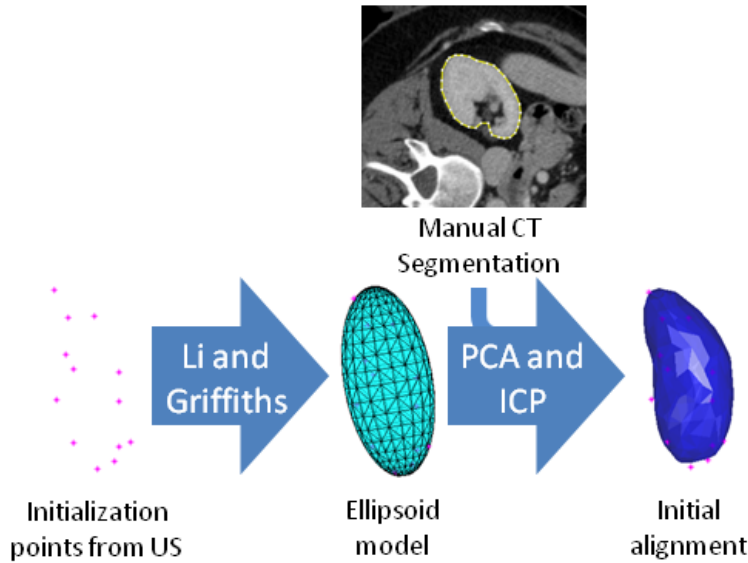 Manual CT
Segmentation
Li and
Griffiths
PCA and
ICP
Initialization
points from US
Ellipsoid
model
Initial
alignment